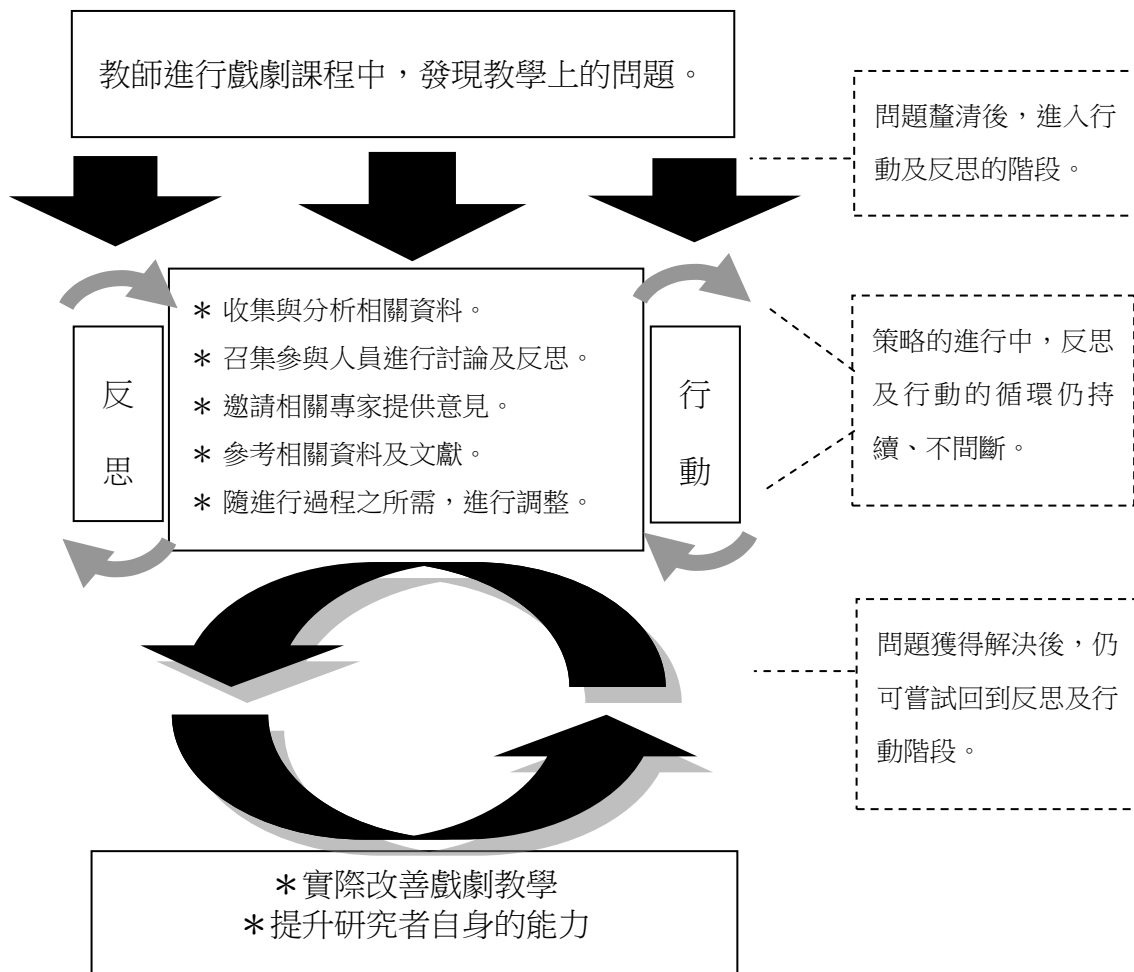 教師進行戲劇課程中，發現教學上的問題。
問題釐清後，進入行
動及反思的階段。
反
思
＊ 收集與分析相關資料。
＊ 召集參與人員進行討論及反思。
＊ 邀請相關專家提供意見。
＊ 參考相關資料及文獻。
＊ 隨進行過程之所需，進行調整。
行
動
策略的進行中，反思
及行動的循環仍持
續、不間斷。
問題獲得解決後，仍
可嘗試回到反思及行
動階段。
＊實際改善戲劇教學
＊提升研究者自身的能力